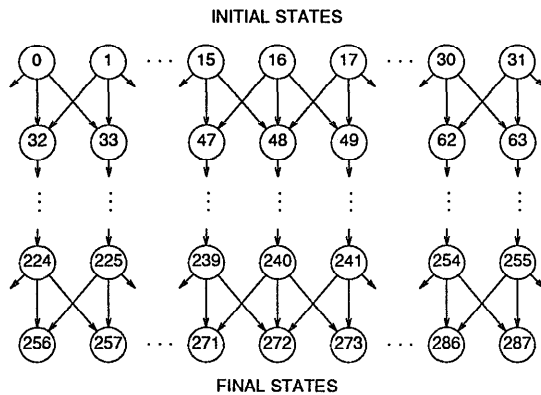 INITIAL STATES
0 1 · · · 15 16 17 · · · 30 31
32 33 47 48 49 62 63
224 225 239 240 241 254 255
256 257 · · · 271 272 273 · · · 286 287
FINAL STATES